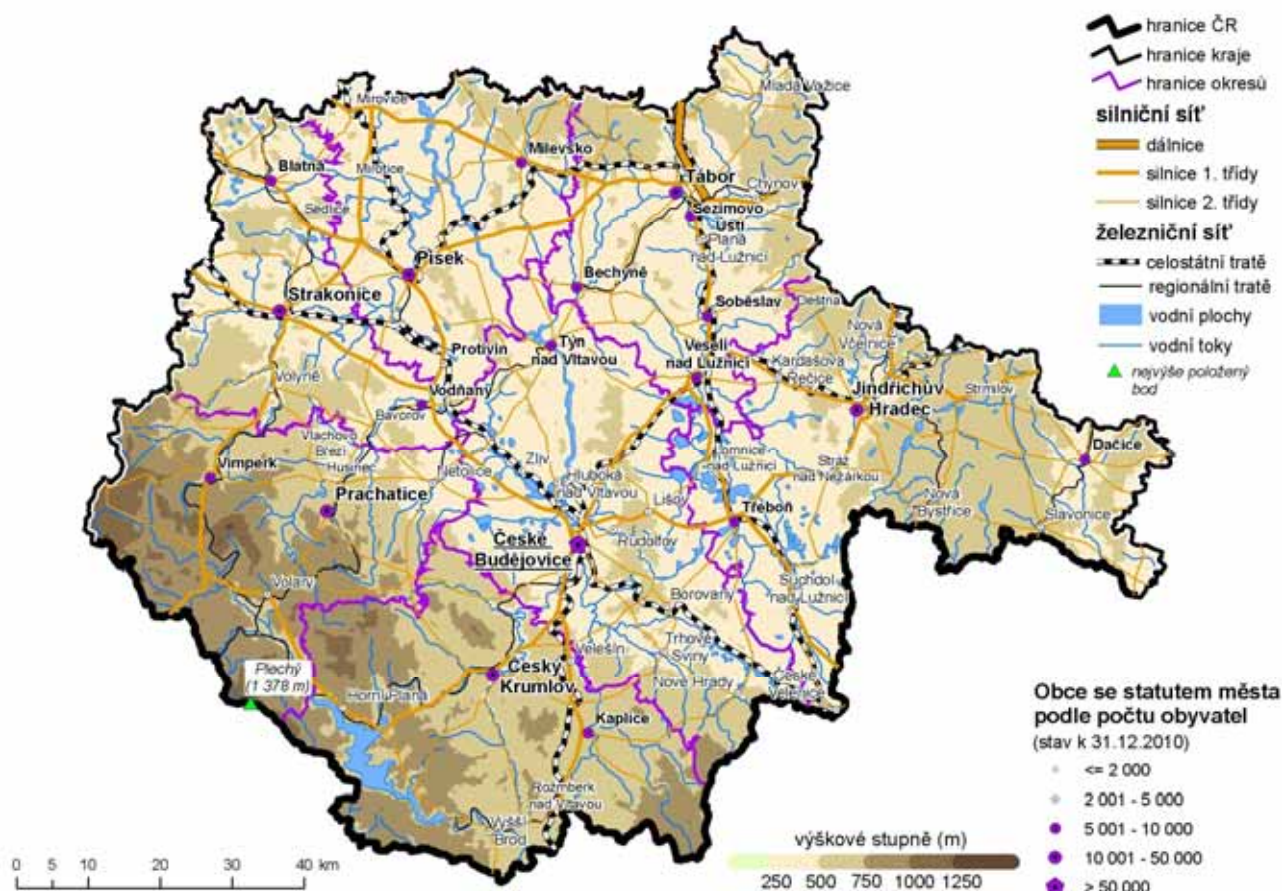 hranice ČR
hranice kraje
hranice okresů
silniční síť
dálnice
silnice 1. třídy
silnice 2. třídy
železniční síť
celostátní tratě
regionální tratě
vodní plochy
vodní toky
nejvýše položený
bod
Mladá Vožice
Mirovice
Milevsko
Blatná
Mirotice
Tábor
Chýnov
Sedlice
Sezimovo
Ústí
Planá
nad Lužnicí
Písek
Bechyně
Strakonice
Soběslav
Deštná
Nová
Včelnice
Protivín
Týn
nad Vltavou
Veselí
nad Lužnicí
Kardašova
Řečice
Jindřichův
Hradec
Strmilov
Volyně
Vodňany
Bavorov
Dačice
Vlachovo
Březí
Husinec
Vimperk
Netolice
Zliv
Hluboká
nad Vltavou
Lomnice
nad Lužnicí
Stráž
nad Nežárkou
Lišov
Prachatice
Třeboň
Nová
Bystřice
Slavonice
České
Budějovice
Rudolfov
Volary
Borovany
Suchdol
nad Lužnicí
Plechý
(1 378 m)
Velešín
Trhové
Sviny
Český
Krumlov
Nové Hrady
České
Velenice
Horní Planá
Kaplice
Rožmberk
nad Vltavou
Vyšší
Brod
Obce se statutem města
podle počtu obyvatel
(stav k 31.12.2010)
<= 2 000
2 001 - 5 000
5 001 - 10 000
10 001 - 50 000
> 50 000
výškové stupně (m)
250 500 750 1000 1250
0 5 10 20 30 40 km